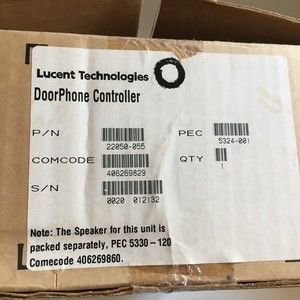 Lucent Technologies
DoorPhone Controller
P/N 22050-055
PEC 5324-001
COMCODE 406269829
QTY 1
S/N 0020 012132
Note: The Speaker for this unit is
packed separately, PEC 5330-120
Comecode 406269860.